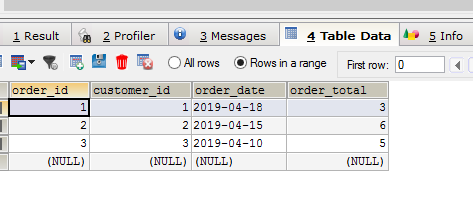 1 Result 2 Profiler 3 Messages 4 Table Data 5 Info
All rows Rows in a range First row: 0
order_id customer_id order_date order_total
1 1 2019-04-18 3
2 2 2019-04-15 6
3 3 2019-04-10 5
(NULL) (NULL) (NULL) (NULL)